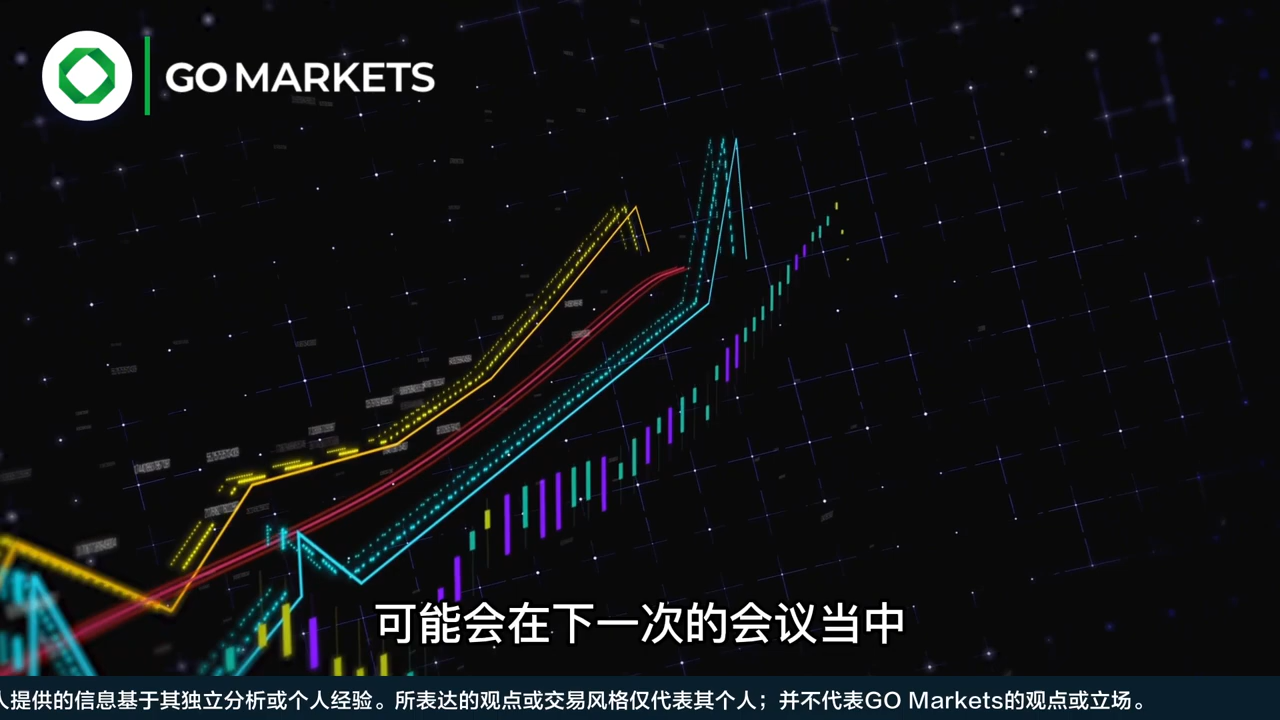 GO MARKETS
可能会在下一次的会议当中
人提供的信息基于其独立分析或个人经验。所表达的观点或交易风格仅代表其个人；并不代表GO Markets的观点或立场。